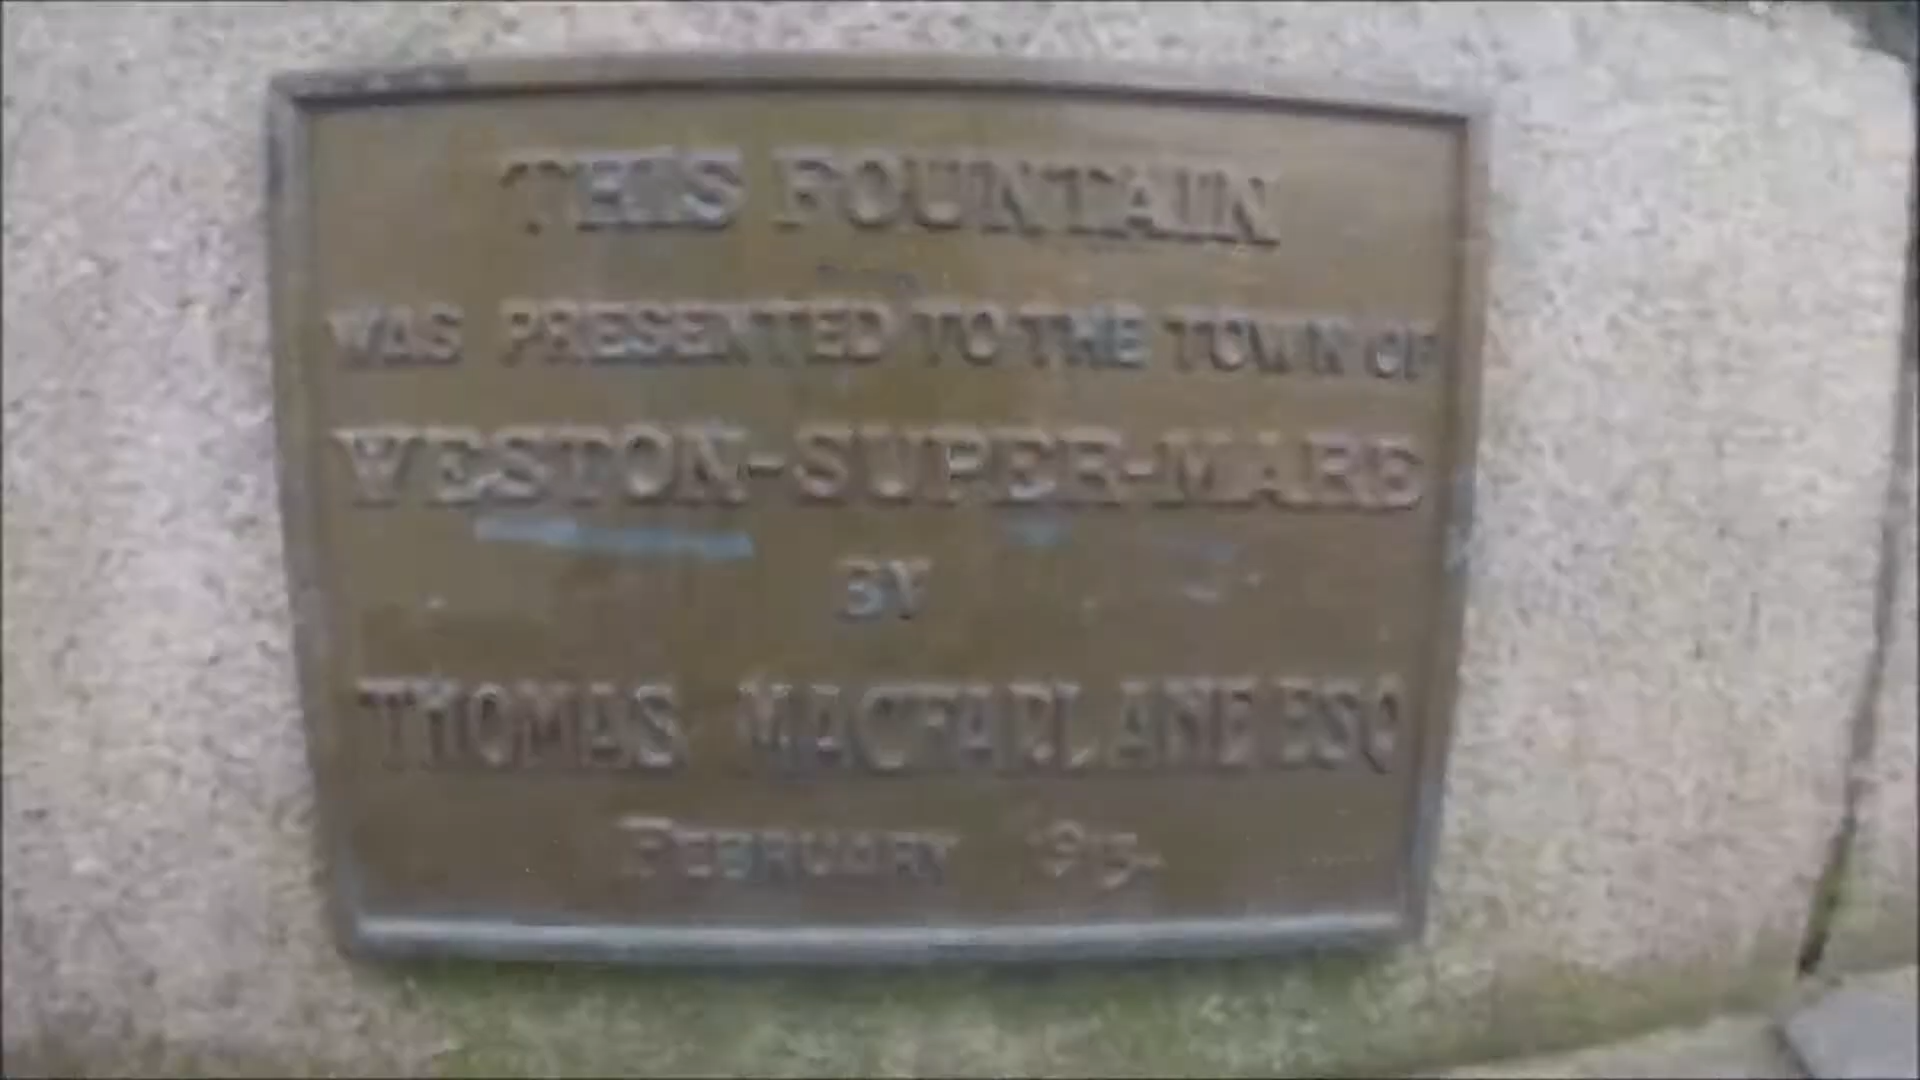 THIS FOUNTAIN
WAS PRESENTED TO THE TOWN OF
WESTON-SUPER-MARE
BY
THOMAS MACFARLANE ESQ
FEBRUARY